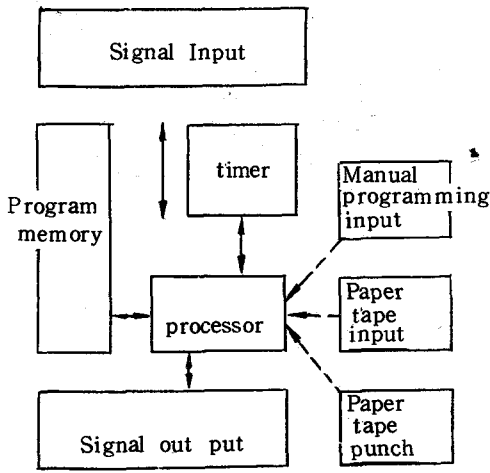 Signal Input
timer
Program
memory
Manual
programming
input
processor
Paper
tape
input
Signal out put
Paper
tape
punch